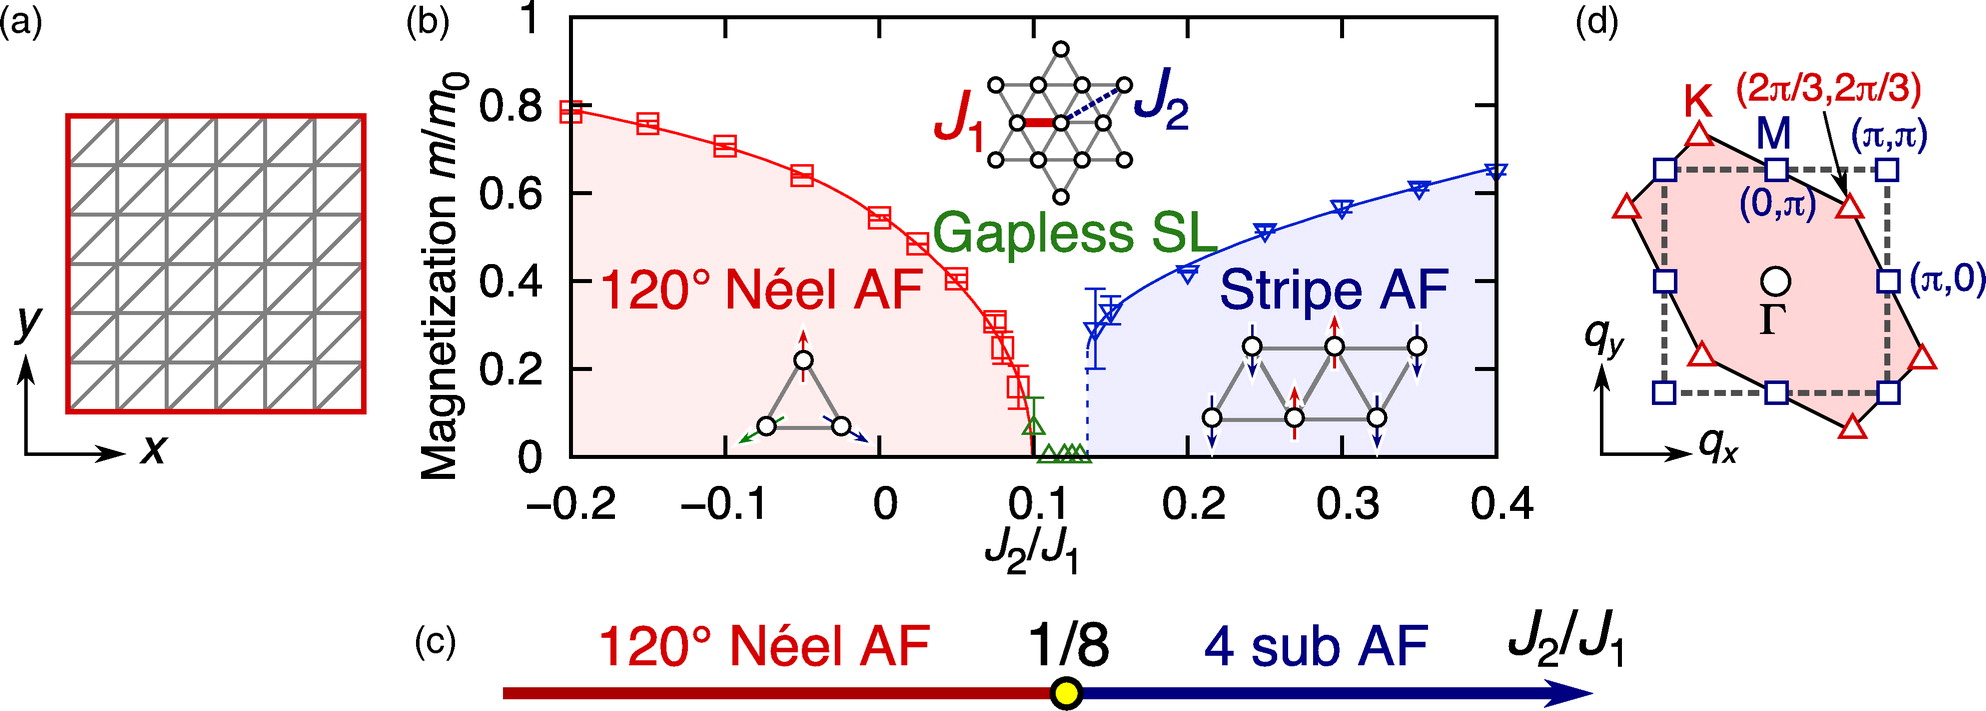 (a)
y
x
(b)
Magnetization m/m₀
1
0.8
0.6
0.4
0.2
0
−0.2
−0.1
0
0.1
0.2
0.3
0.4
J₂/J₁
J₁
J₂
Gapless SL
120° Néel AF
Stripe AF
(c)
120° Néel AF
1/8
4 sub AF
J₂/J₁
(d)
K
(2π/3,2π/3)
M
(π,π)
(0,π)
(π,0)
Γ
qy
qx